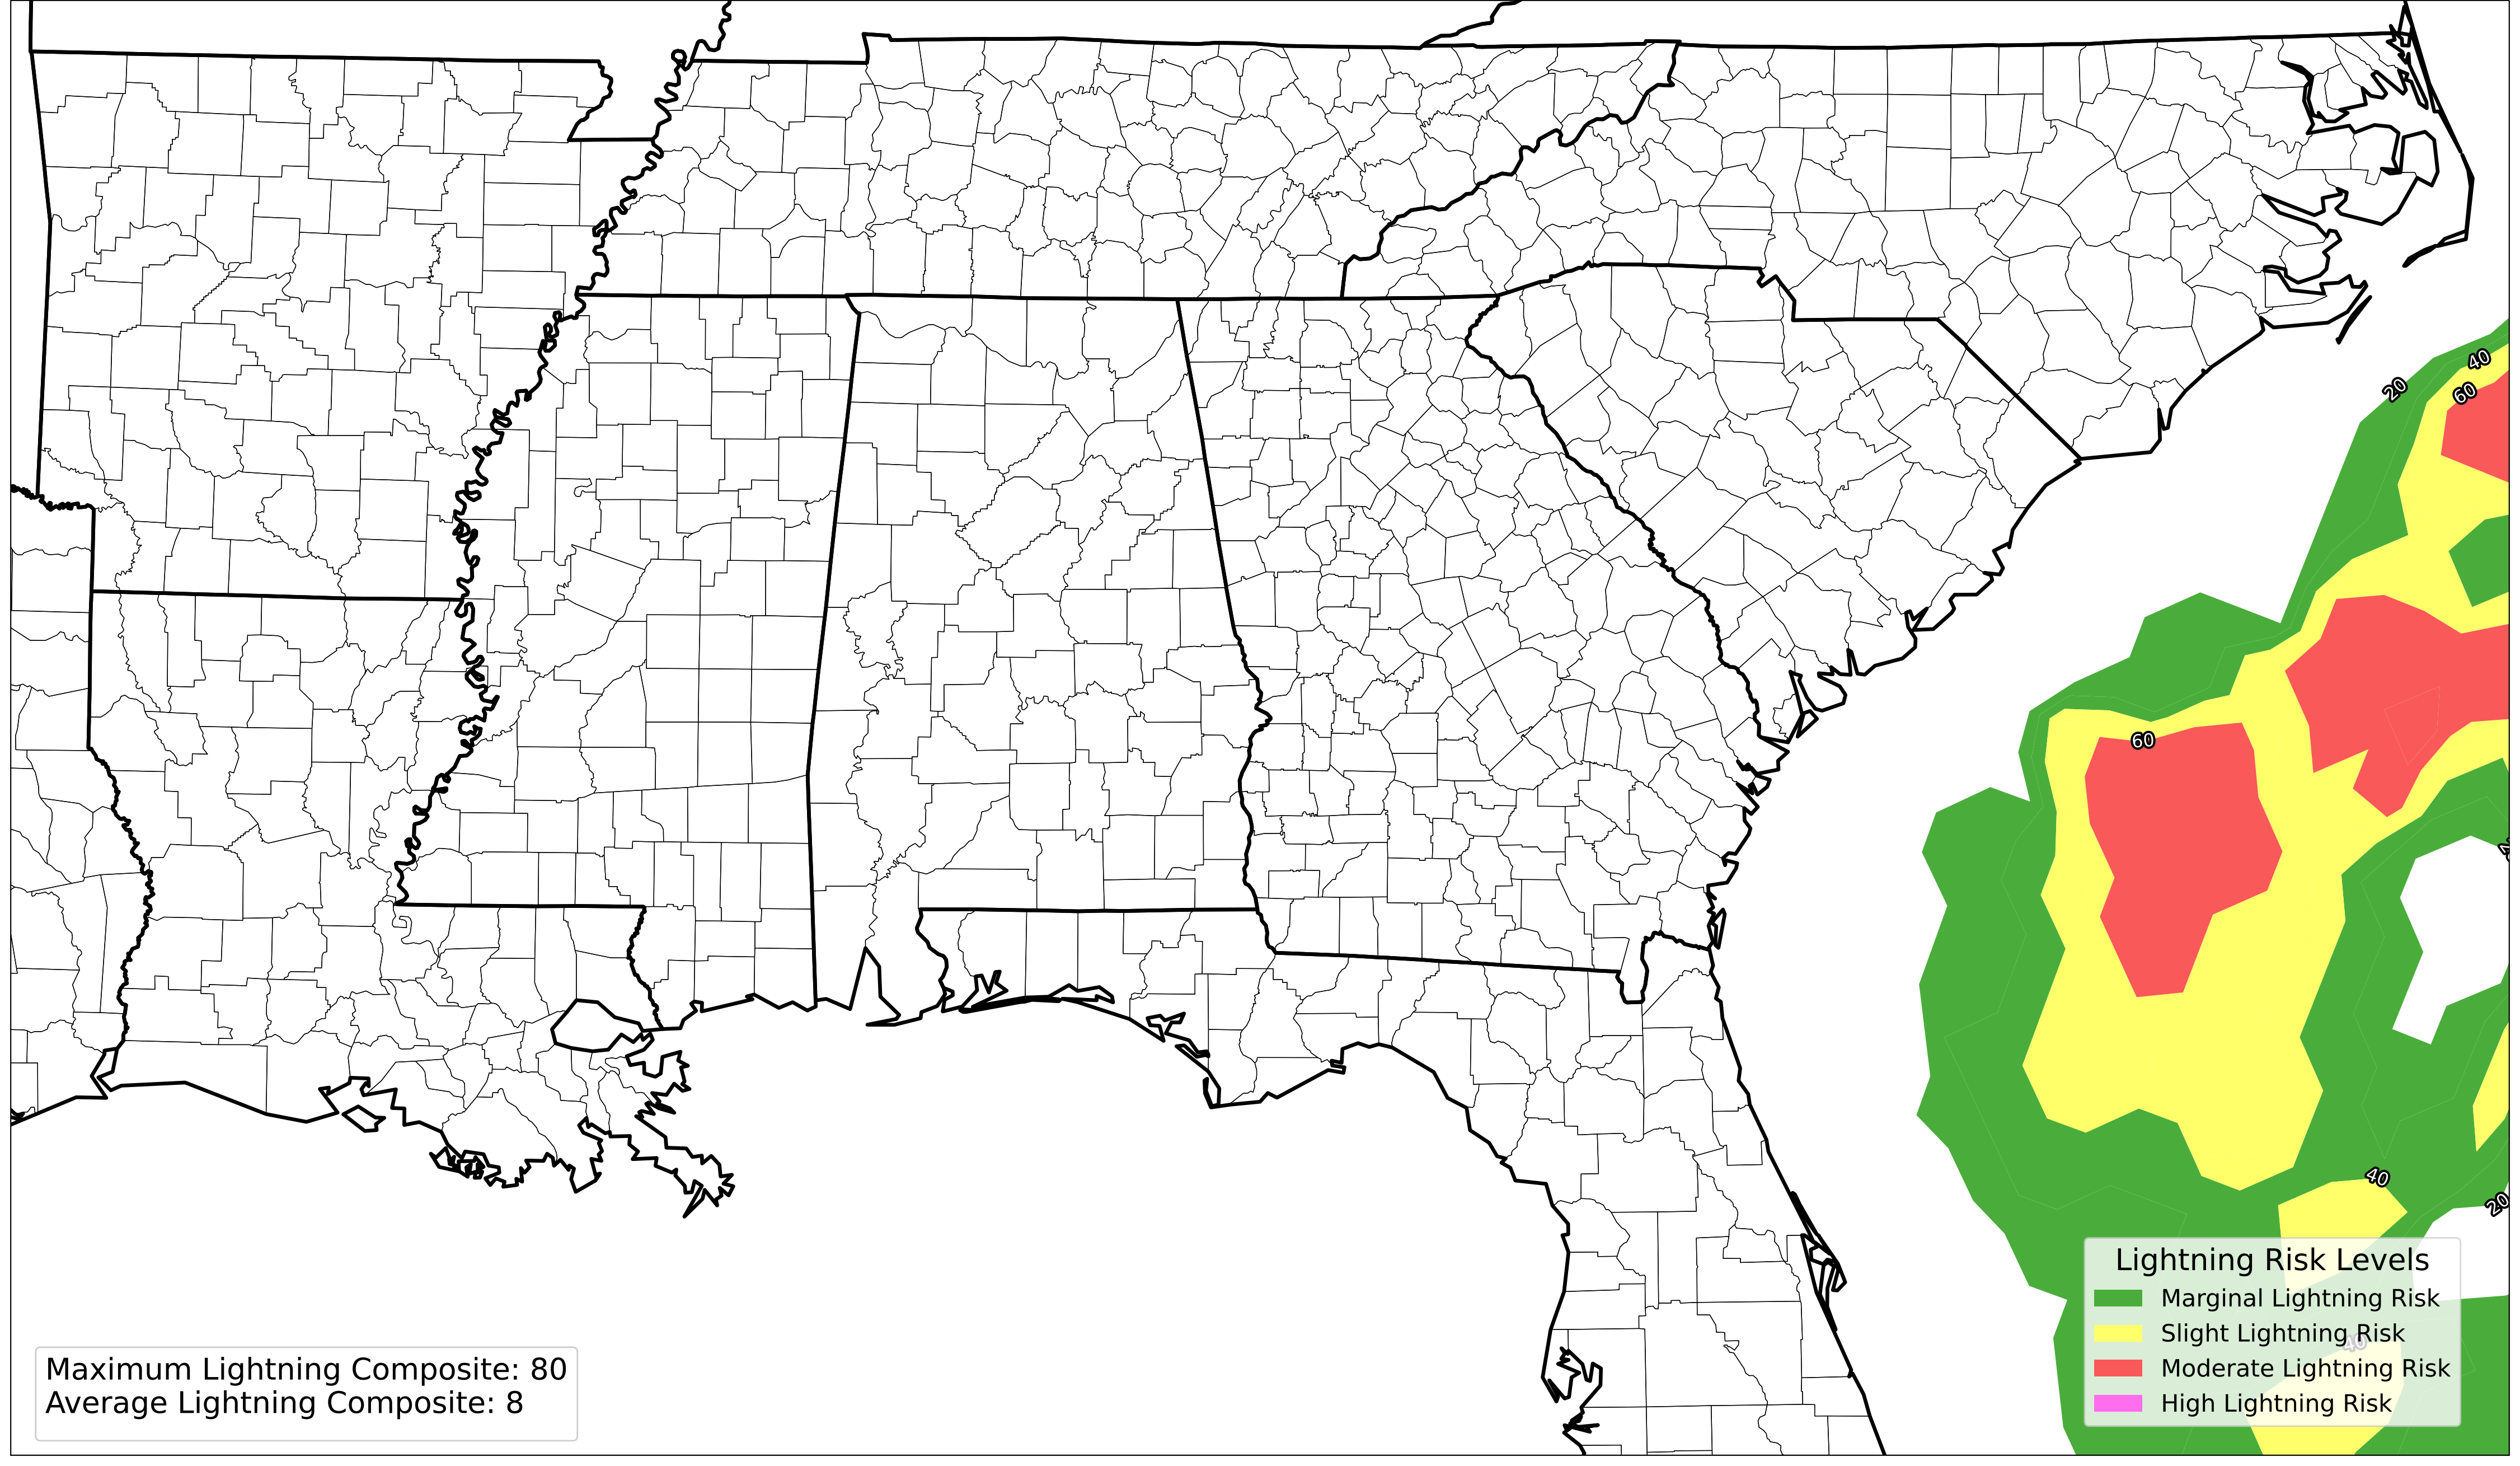 40
20
60
60
40
20
Lightning Risk Levels
Marginal Lightning Risk
Slight Lightning Risk
40
Moderate Lightning Risk
High Lightning Risk
Maximum Lightning Composite: 80
Average Lightning Composite: 8